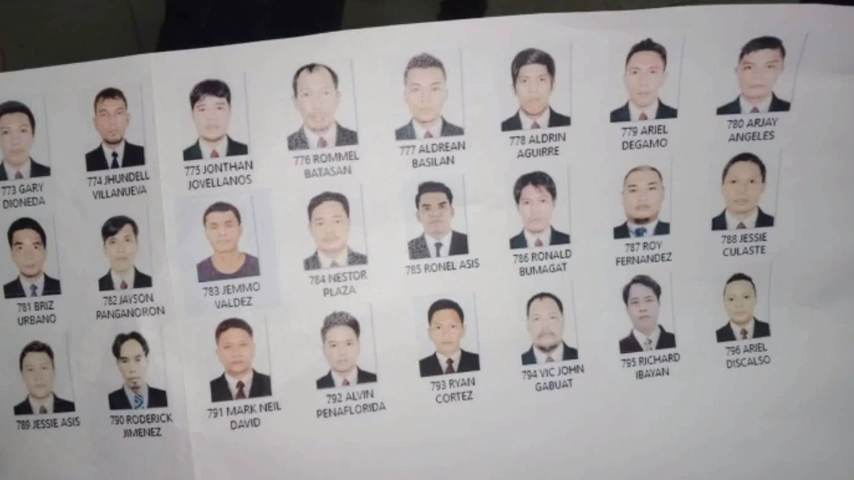 773 GARY
DIONEDA
774 JHUNDELL
VILLANUEVA
775 JONTHAN
JOVELLANOS
776 ROMMEL
BATASAN
777 ALDREAN
BASILAN
778 ALDRIN
AGUIRRE
779 ARIEL
DEGAMO
780 ARJAY
ANGELES
781 BRIZ
URBANO
782 JAYSON
PANGANORON
783 JEMMO
VALDEZ
784 NESTOR
PLAZA
785 RONEL ASIS
786 RONALD
BUMAGAT
787 ROY
FERNANDEZ
788 JESSIE
CULASTE
789 JESSIE ASIS
790 RODERICK
JIMENEZ
791 MARK NEIL
DAVID
792 ALVIN
PENAFLORIDA
793 RYAN
CORTEZ
794 VIC JOHN
GABUAT
795 RICHARD
IBAYAN
796 ARIEL
DISCALSO